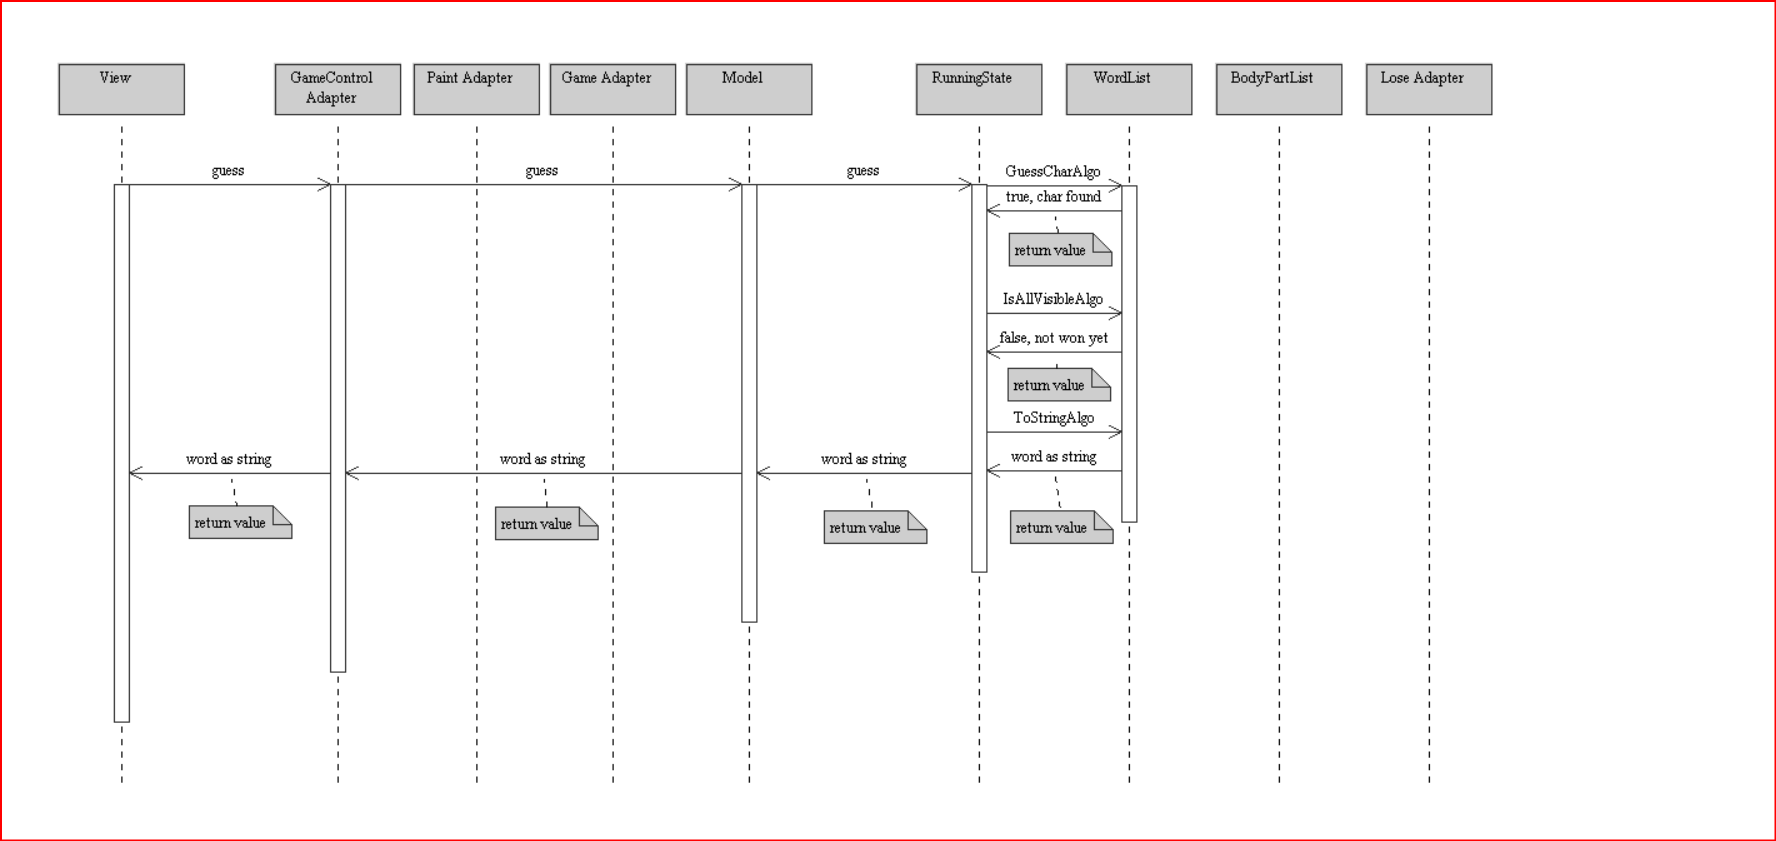 View
GameControl
Adapter
Paint Adapter
Game Adapter
Model
RunningState
WordList
BodyPartList
Lose Adapter
guess
guess
guess
GuessCharAlgo
true, char found
return value
IsAllVisibleAlgo
false, not won yet
return value
ToStringAlgo
word as string
word as string
word as string
word as string
return value
return value
return value
return value